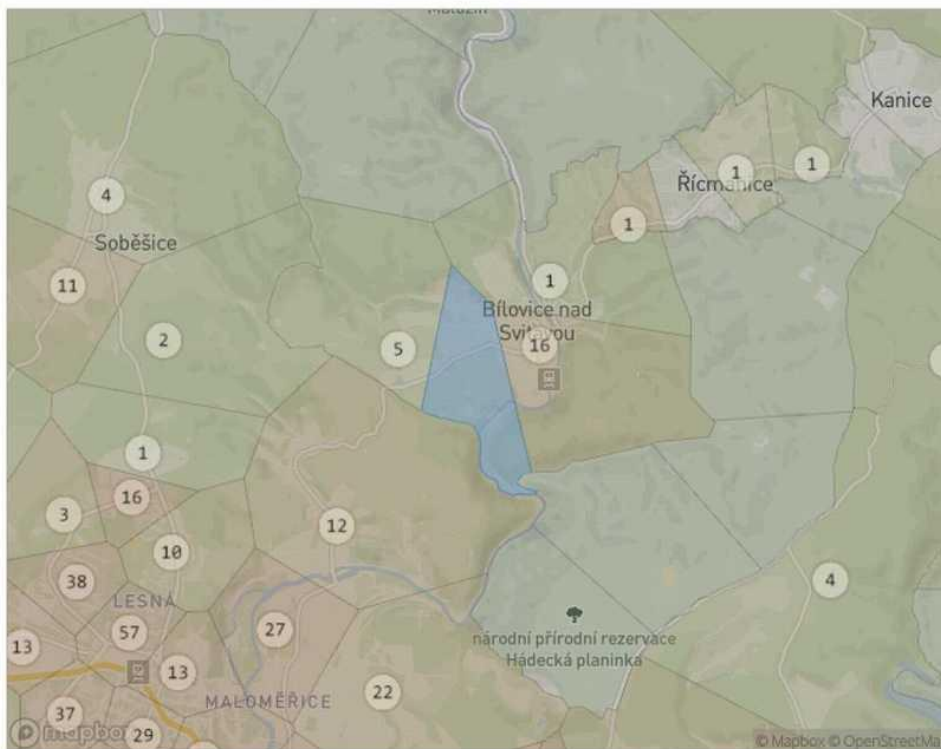 Kanice
1
1
Řícmanice
4
1
Soběšice
11
1
Bílovice nad
Svitavou
2
5
16
1
16
3
12
10
38
4
LESNÁ
57
27
národní přírodní rezervace
Hádecká planinka
13
13
22
MALOMĚŘICE
37
29
mapbox
© Mapbox © OpenStreetMa